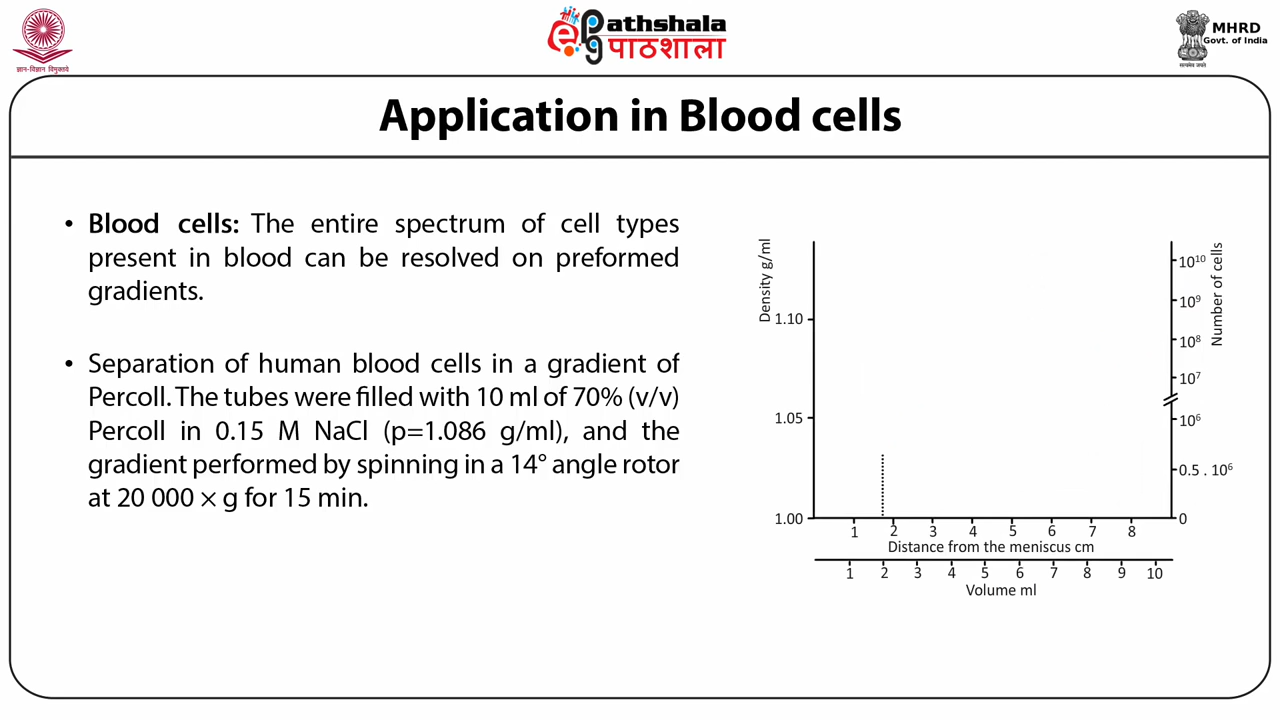 ज्ञान-विज्ञान विमुक्तये
ePathshala
पाठशाला
MHRD
Govt. of India
सत्यमेव जयते
Application in Blood cells
• Blood cells: The entire spectrum of cell types
present in blood can be resolved on preformed
gradients.
• Separation of human blood cells in a gradient of
Percoll. The tubes were filled with 10 ml of 70% (v/v)
Percoll in 0.15 M NaCl (p=1.086 g/ml), and the
gradient performed by spinning in a 14° angle rotor
at 20 000 × g for 15 min.
Density g/ml
1.10
1.05
1.00
10¹⁰
10⁹
10⁸
10⁷
10⁶
0.5 . 10⁶
0
Number of cells
1 2 3 4 5 6 7 8
Distance from the meniscus cm
1 2 3 4 5 6 7 8 9 10
Volume ml